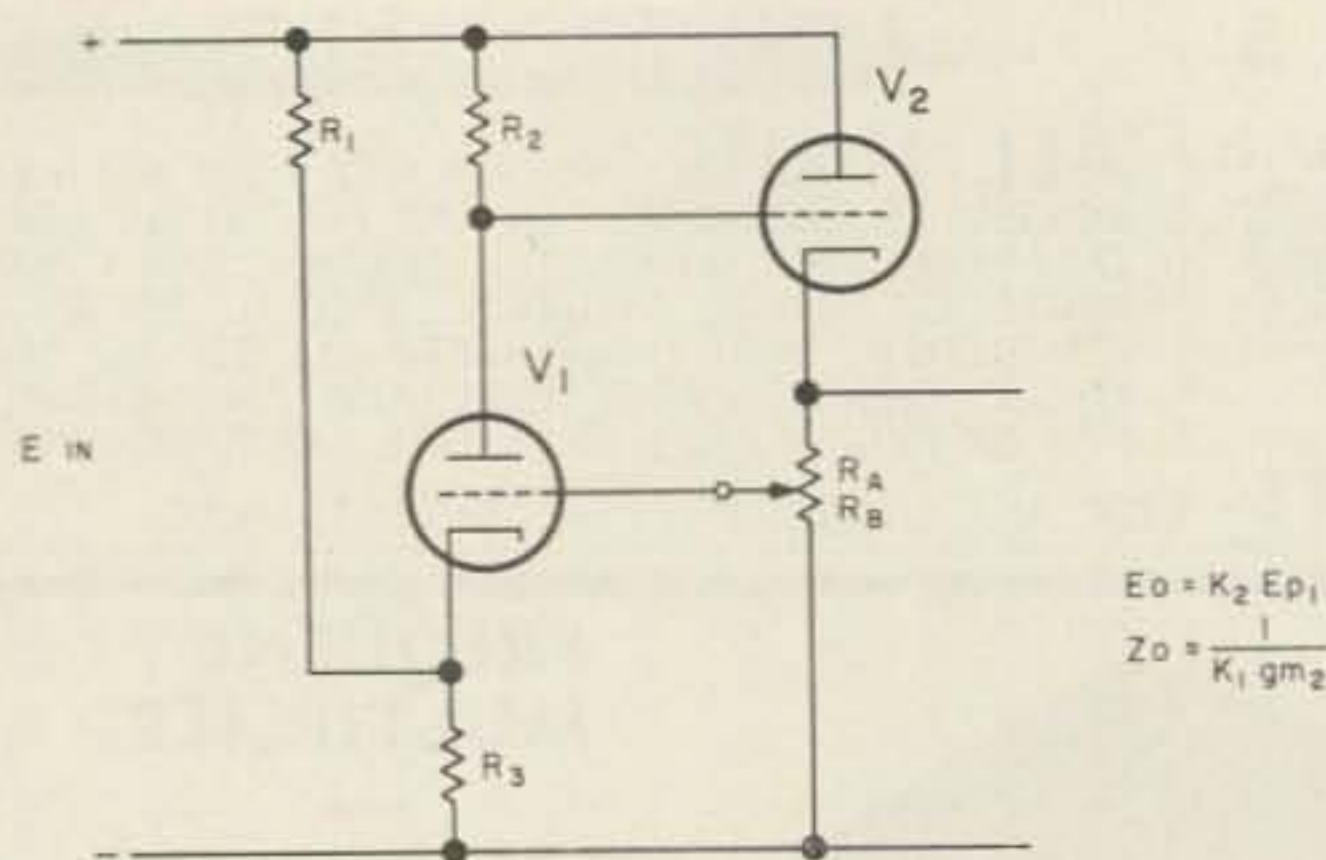 +
R1
R2
V2
V1
E IN
RA
RB
Eo = K2 Ep1
Zo = 1 / K1 gm2
R3
−